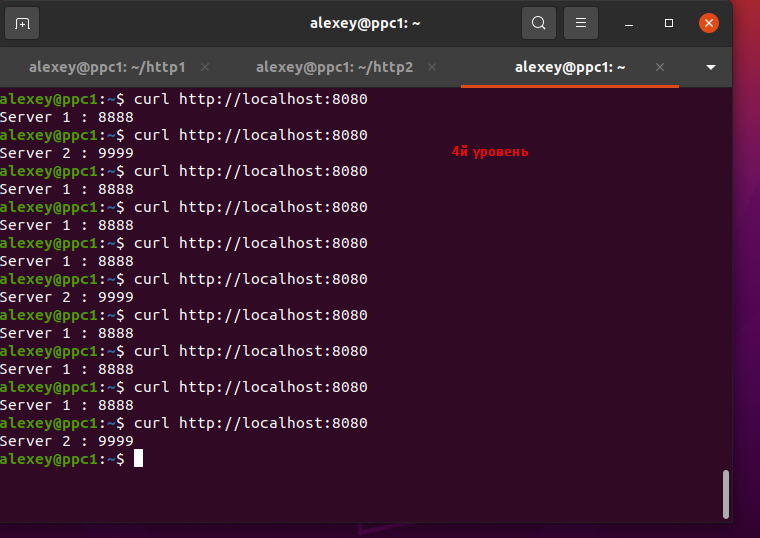 alexey@ppc1: ~
alexey@ppc1: ~/http1
alexey@ppc1: ~/http2
alexey@ppc1: ~
alexey@ppc1:~$ curl http://localhost:8080
Server 1 : 8888
alexey@ppc1:~$ curl http://localhost:8080
Server 2 : 9999
4й уровень
alexey@ppc1:~$ curl http://localhost:8080
Server 1 : 8888
alexey@ppc1:~$ curl http://localhost:8080
Server 1 : 8888
alexey@ppc1:~$ curl http://localhost:8080
Server 1 : 8888
alexey@ppc1:~$ curl http://localhost:8080
Server 2 : 9999
alexey@ppc1:~$ curl http://localhost:8080
Server 1 : 8888
alexey@ppc1:~$ curl http://localhost:8080
Server 1 : 8888
alexey@ppc1:~$ curl http://localhost:8080
Server 1 : 8888
alexey@ppc1:~$ curl http://localhost:8080
Server 2 : 9999
alexey@ppc1:~$